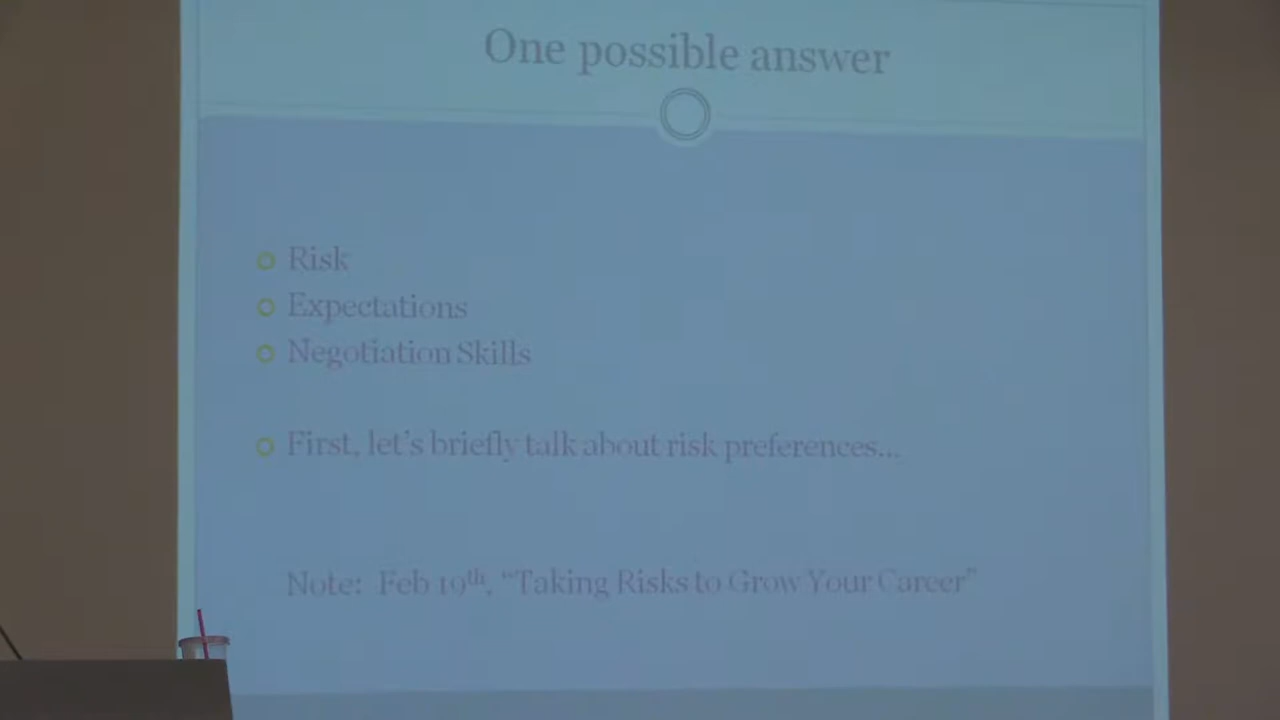 One possible answer
Risk
Expectations
Negotiation Skills
First, let's briefly talk about risk preferences...
Note: Feb 19th, "Taking Risks to Grow Your Career"